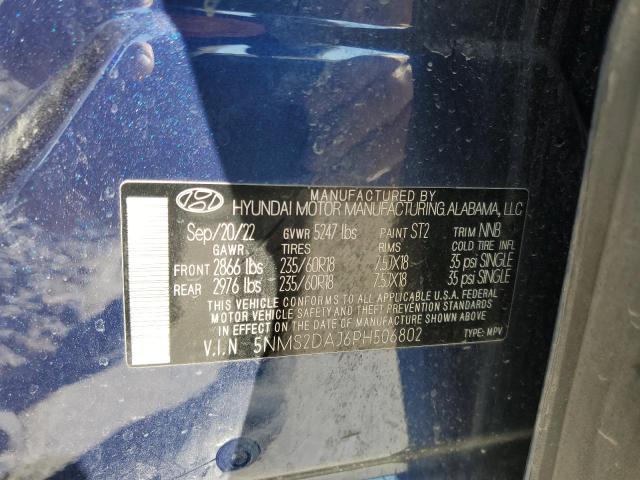 MANUFACTURED BY
HYUNDAI MOTOR MANUFACTURING ALABAMA, LLC
Sep/20/22 GVWR 5247 lbs PAINT ST2 TRIM NNB
GAWR TIRES RIMS COLD TIRE INFL
FRONT 2866 lbs 235/60R18 7.5JX18 35 psi SINGLE
REAR 2976 lbs 235/60R18 7.5JX18 35 psi SINGLE
THIS VEHICLE CONFORMS TO ALL APPLICABLE U.S.A. FEDERAL
MOTOR VEHICLE SAFETY AND THEFT PREVENTION STANDARDS
IN EFFECT ON THE DATE OF MANUFACTURE SHOWN ABOVE
V.I.N 5NMS2DAJ6PH506802 TYPE: MPV